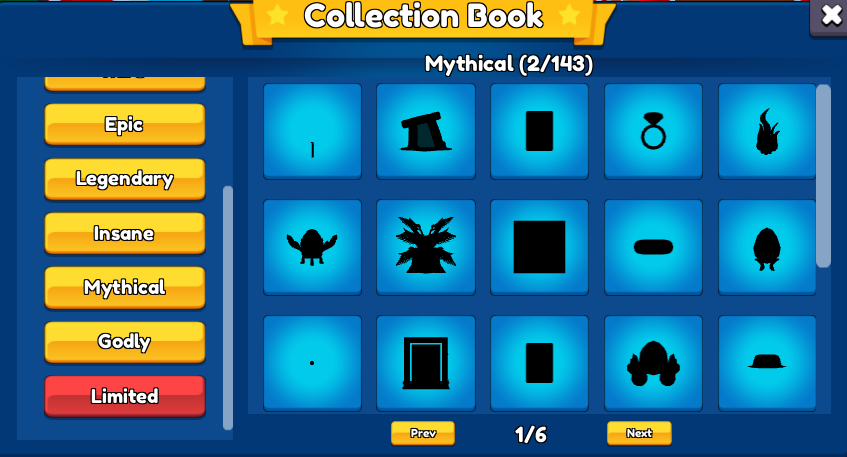 Collection Book
Mythical (2/143)
Epic
Legendary
Insane
Mythical
Godly
Limited
Prev
1/6
Next